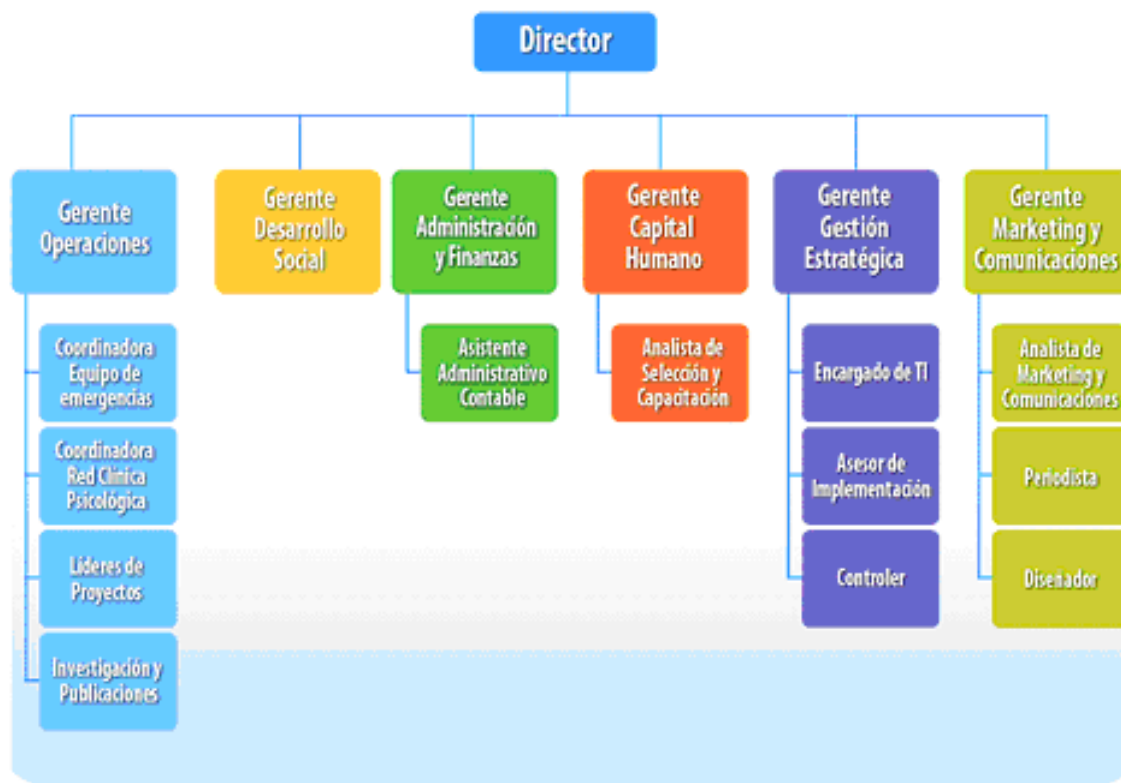 Director
Gerente
Operaciones
Gerente
Desarrollo
Social
Gerente
Administración
y Finanzas
Gerente
Capital
Humano
Gerente
Gestión
Estratégica
Gerente
Marketing y
Comunicaciones
Coordinadora
Equipo de
emergencias
Coordinadora
Red Clínica
Psicológica
Líderes de
Proyectos
Investigación y
Publicaciones
Asistente
Administrativo
Contable
Analista de
Selección y
Capacitación
Encargado de TI
Asesor de
Implementación
Controler
Analista de
Marketing y
Comunicaciones
Periodista
Diseñador